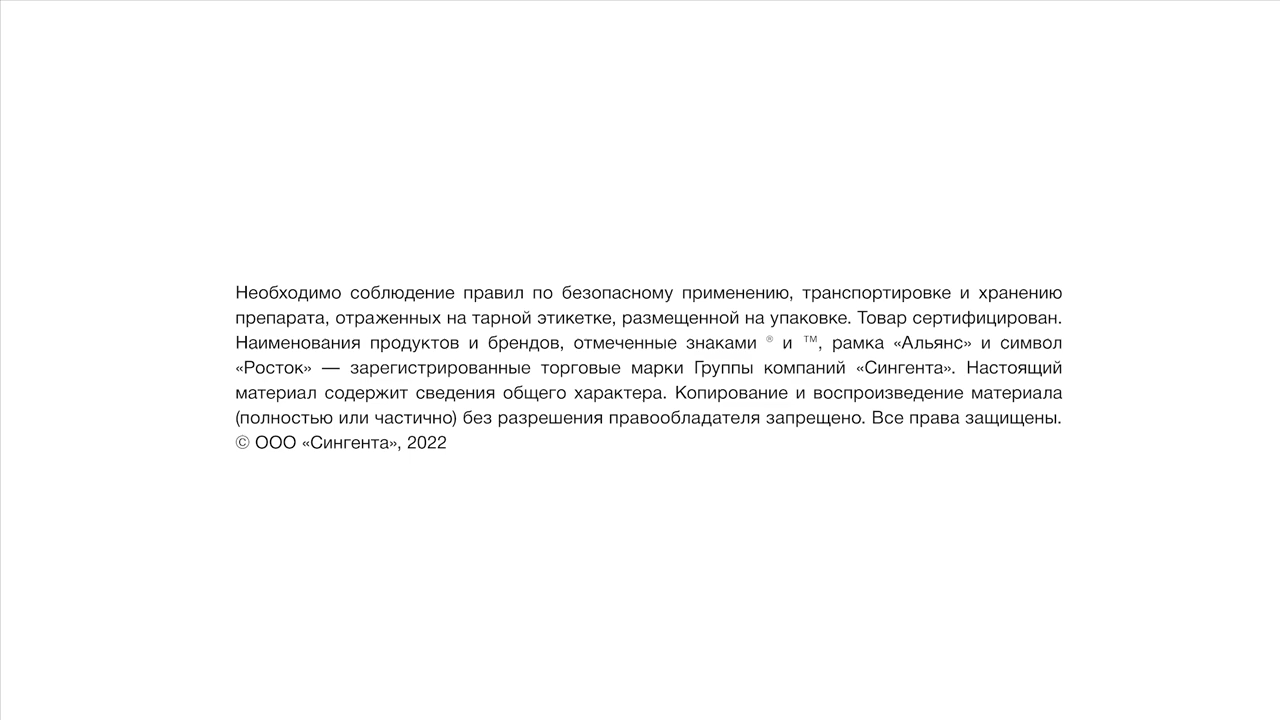 Необходимо соблюдение правил по безопасному применению, транспортировке и хранению
препарата, отраженных на тарной этикетке, размещенной на упаковке. Товар сертифицирован.
Наименования продуктов и брендов, отмеченные знаками ® и ™, рамка «Альянс» и символ
«Росток» — зарегистрированные торговые марки Группы компаний «Сингента». Настоящий
материал содержит сведения общего характера. Копирование и воспроизведение материала
(полностью или частично) без разрешения правообладателя запрещено. Все права защищены.
© ООО «Сингента», 2022